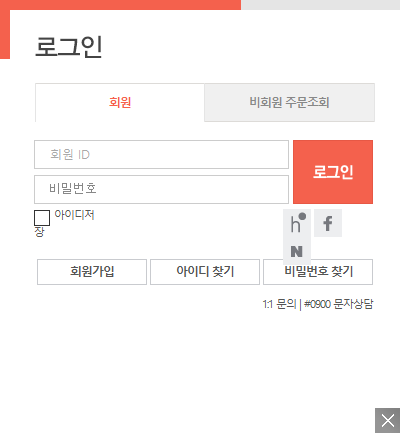 로그인
회원
비회원 주문조회
회원 ID
비밀번호
로그인
아이디저
장
회원가입
아이디 찾기
비밀번호 찾기
1:1 문의 | #0900 문자상담